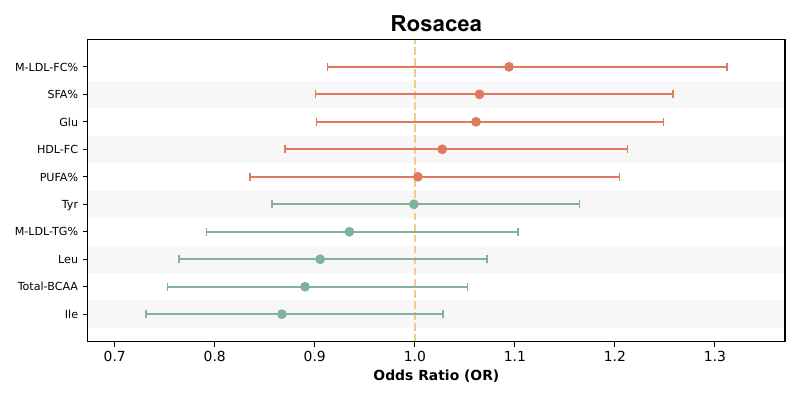 Rosacea
M-LDL-FC%
SFA%
Glu
HDL-FC
PUFA%
Tyr
M-LDL-TG%
Leu
Total-BCAA
Ile
0.7 0.8 0.9 1.0 1.1 1.2 1.3
Odds Ratio (OR)